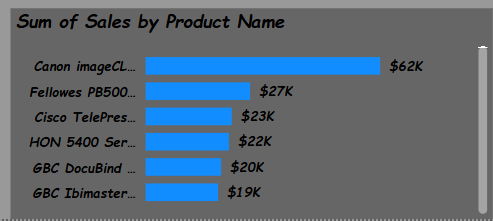 Sum of Sales by Product Name
Canon imageCL... $62K
Fellowes PB500... $27K
Cisco TelePres... $23K
HON 5400 Ser... $22K
GBC DocuBind ... $20K
GBC Ibimaster... $19K